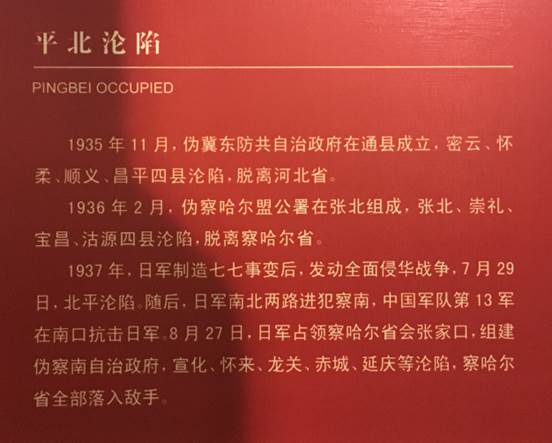 平北沦陷
PINGBEI OCCUPIED
1935 年 11 月，伪冀东防共自治政府在通县成立，密云、怀
柔、顺义、昌平四县沦陷，脱离河北省。
1936 年 2 月，伪察哈尔盟公署在张北组成，张北、崇礼、
宝昌、沽源四县沦陷，脱离察哈尔省。
1937 年，日军制造七七事变后，发动全面侵华战争，7 月 29
日，北平沦陷。随后，日军南北两路进犯察南，中国军队第 13 军
在南口抗击日军。8 月 27 日，日军占领察哈尔省会张家口，组建
伪察南自治政府，宣化、怀来、龙关、赤城、延庆等沦陷，察哈尔
省全部落入敌手。